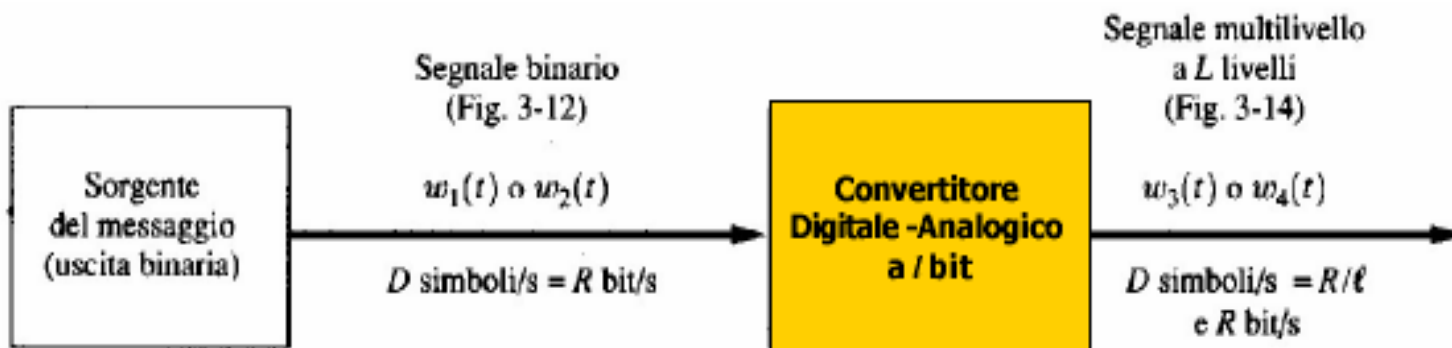 Sorgente
del messaggio
(uscita binaria)
Segnale binario
(Fig. 3-12)
w₁(t) o w₂(t)
D simboli/s = R bit/s
Convertitore
Digitale -Analogico
a l bit
Segnale multilivello
a L livelli
(Fig. 3-14)
w₃(t) o w₄(t)
D simboli/s = R/ℓ
e R bit/s